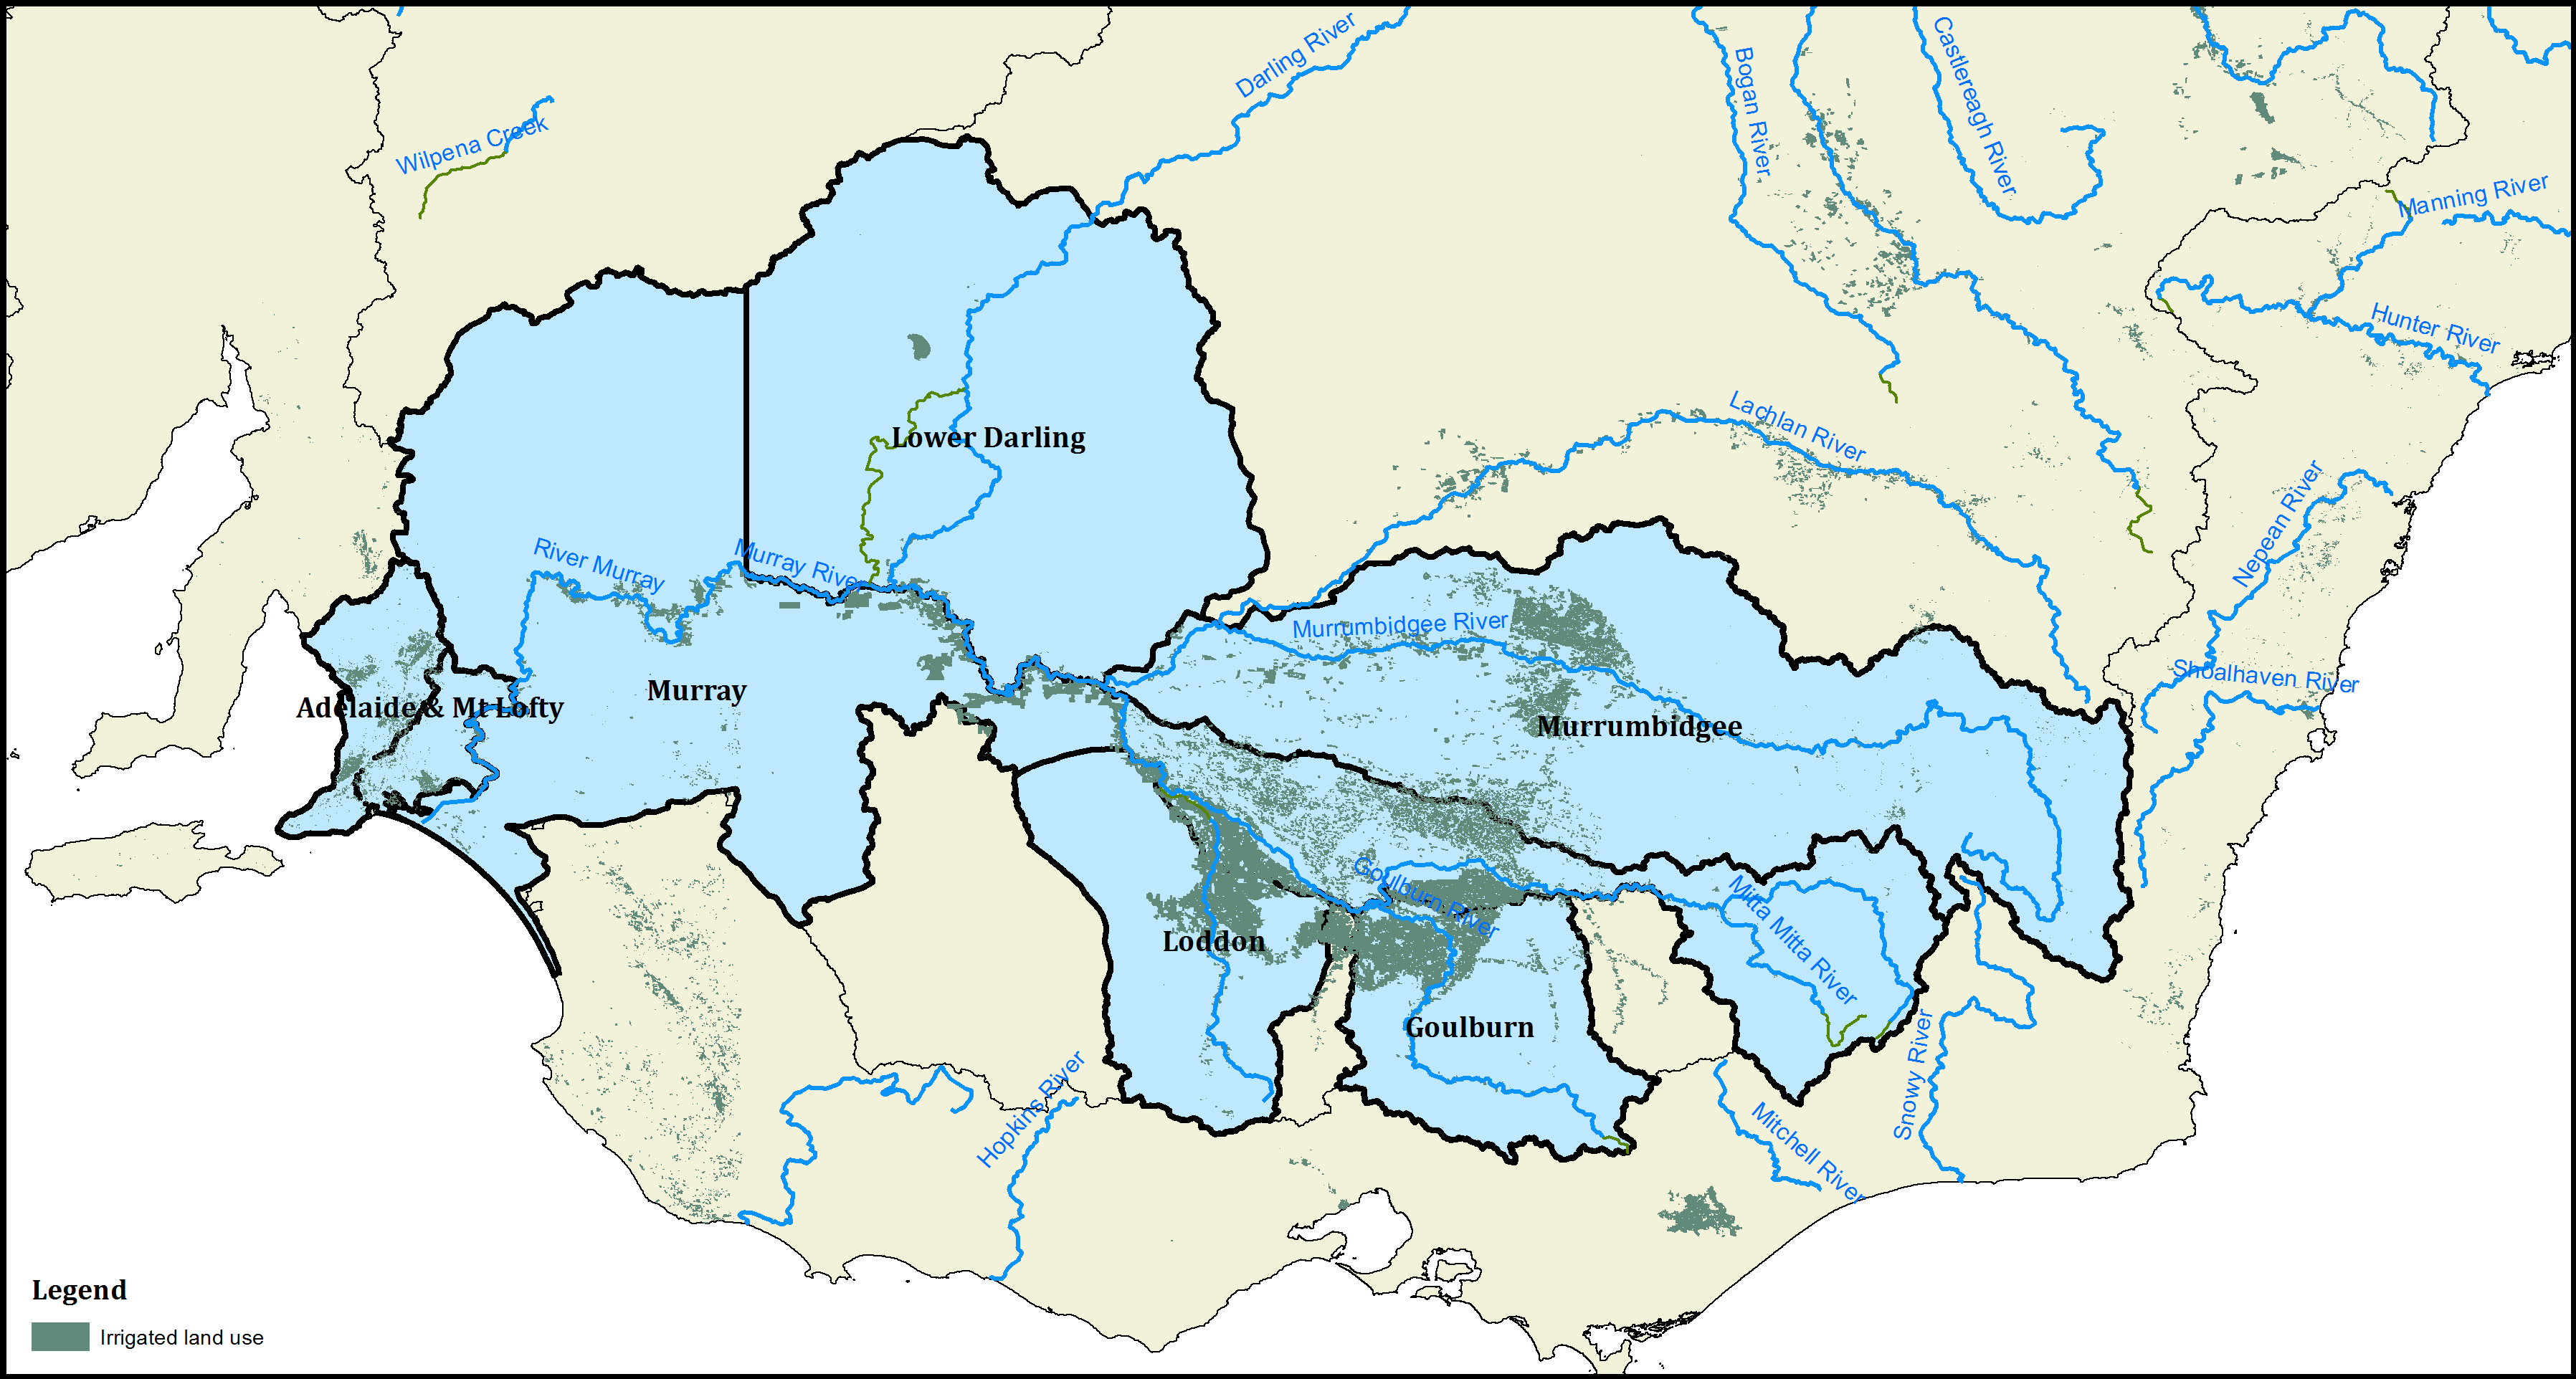 Darling River
Bogan River
Castlereagh River
Wilpena Creek
Manning River
Hunter River
Lower Darling
Lachlan River
Nepean River
River Murray
Murray River
Murrumbidgee River
Shoalhaven River
Murray
Adelaide & Mt Lofty
Murrumbidgee
Goulburn River
Mitta Mitta River
Loddon
Goulburn
Snowy River
Hopkins River
Mitchell River
Legend
Irrigated land use